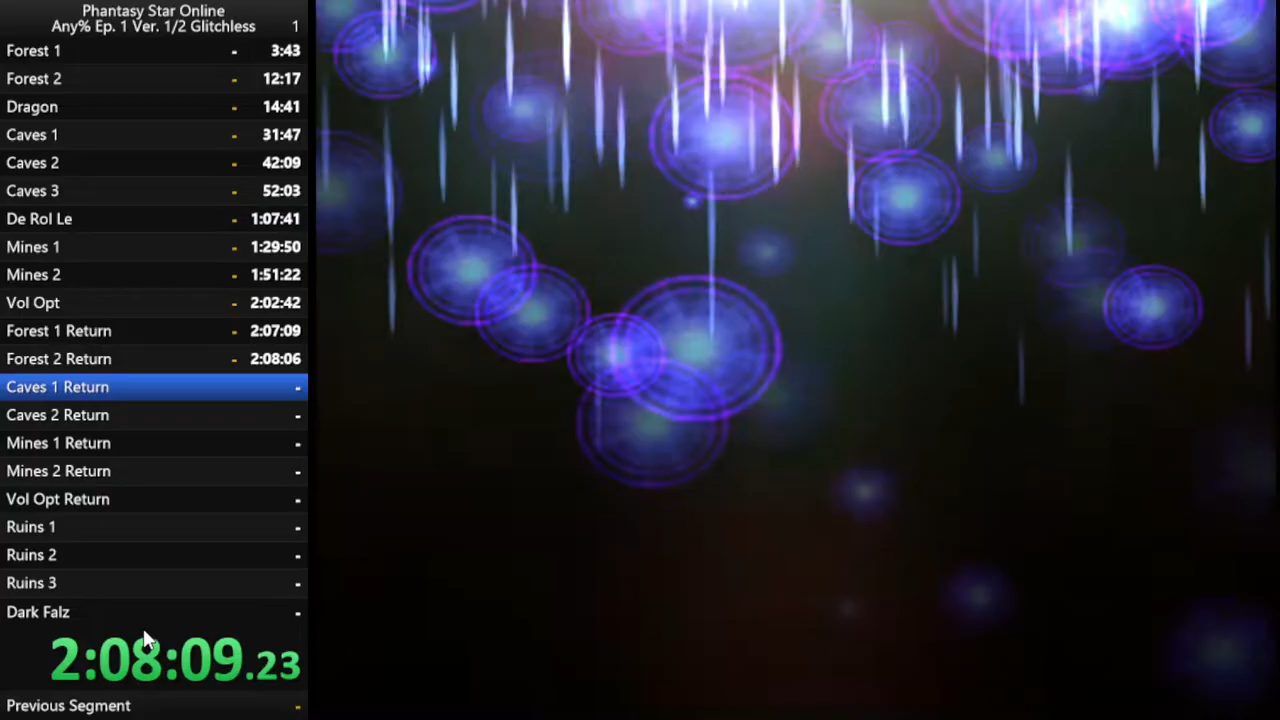 Phantasy Star Online
Any% Ep. 1 Ver. 1/2 Glitchless 1
Forest 1 - 3:43
Forest 2 - 12:17
Dragon - 14:41
Caves 1 - 31:47
Caves 2 - 42:09
Caves 3 - 52:03
De Rol Le - 1:07:41
Mines 1 - 1:29:50
Mines 2 - 1:51:22
Vol Opt - 2:02:42
Forest 1 Return - 2:07:09
Forest 2 Return - 2:08:06
Caves 1 Return -
Caves 2 Return -
Mines 1 Return -
Mines 2 Return -
Vol Opt Return -
Ruins 1 -
Ruins 2 -
Ruins 3 -
Dark Falz -
2:08:09.23
Previous Segment -